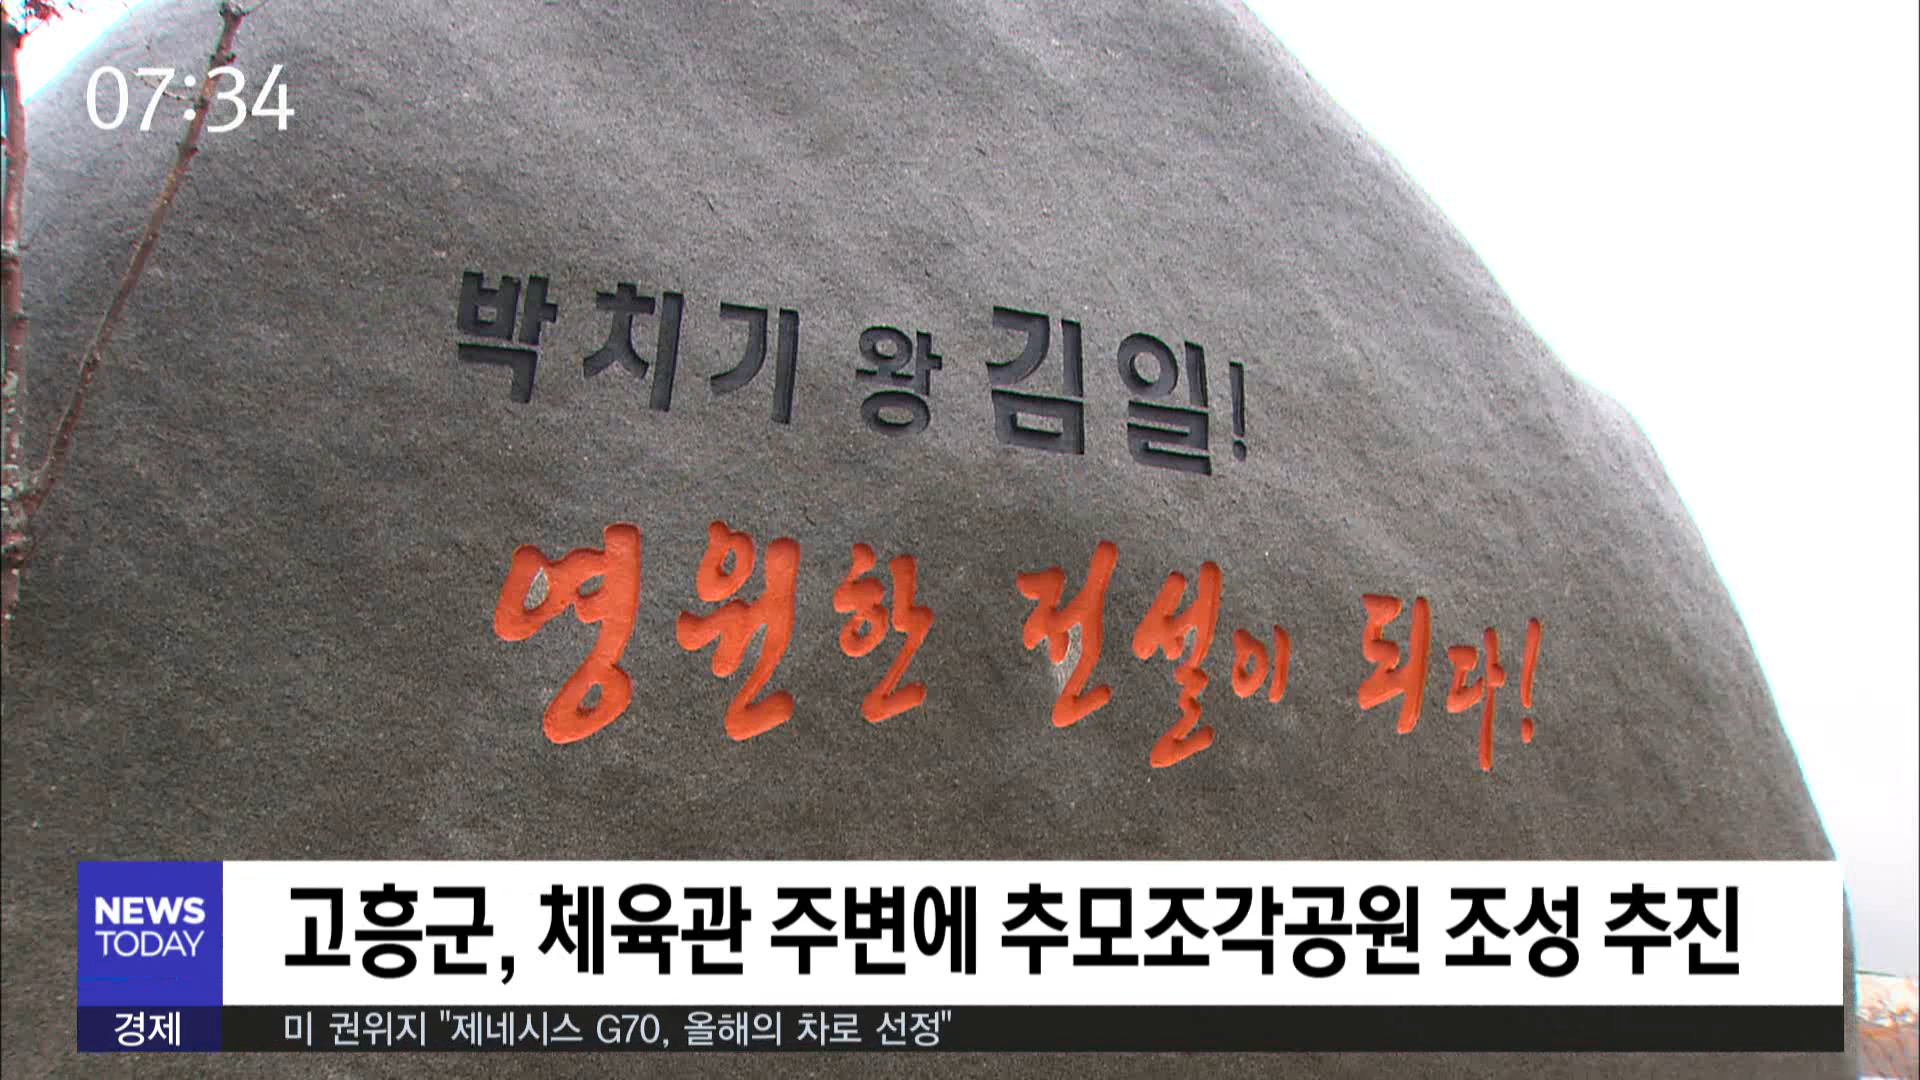 07:34
박치기 왕 김일!
영원한 전설이 되다!
NEWS
TODAY
고흥군, 체육관 주변에 추모조각공원 조성 추진
경제
미 권위지 "제네시스 G70, 올해의 차로 선정"